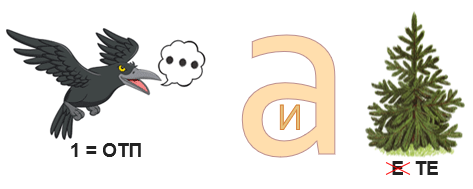 а
и
1 = ОТП
Е ТЕ